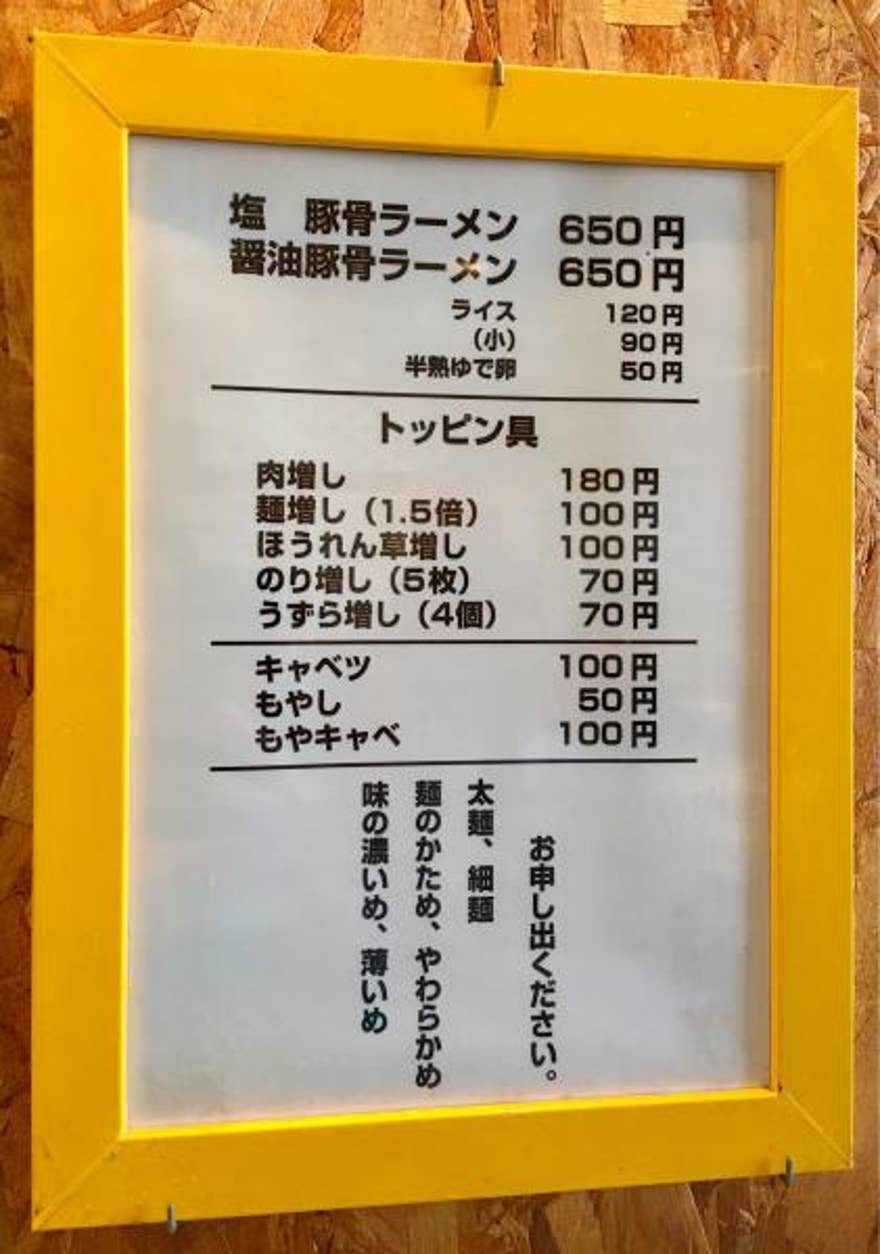 塩　豚骨ラーメン　650円
醤油豚骨ラーメン　650円
ライス　120円
（小）　90円
半熟ゆで卵　50円
トッピン具
肉増し　180円
麺増し（1.5倍）　100円
ほうれん草増し　100円
のり増し（5枚）　70円
うずら増し（4個）　70円
キャベツ　100円
もやし　50円
もやキャベ　100円
お申し出ください。
太麺、細麺
麺のかため、やわらかめ
味の濃いめ、薄いめ